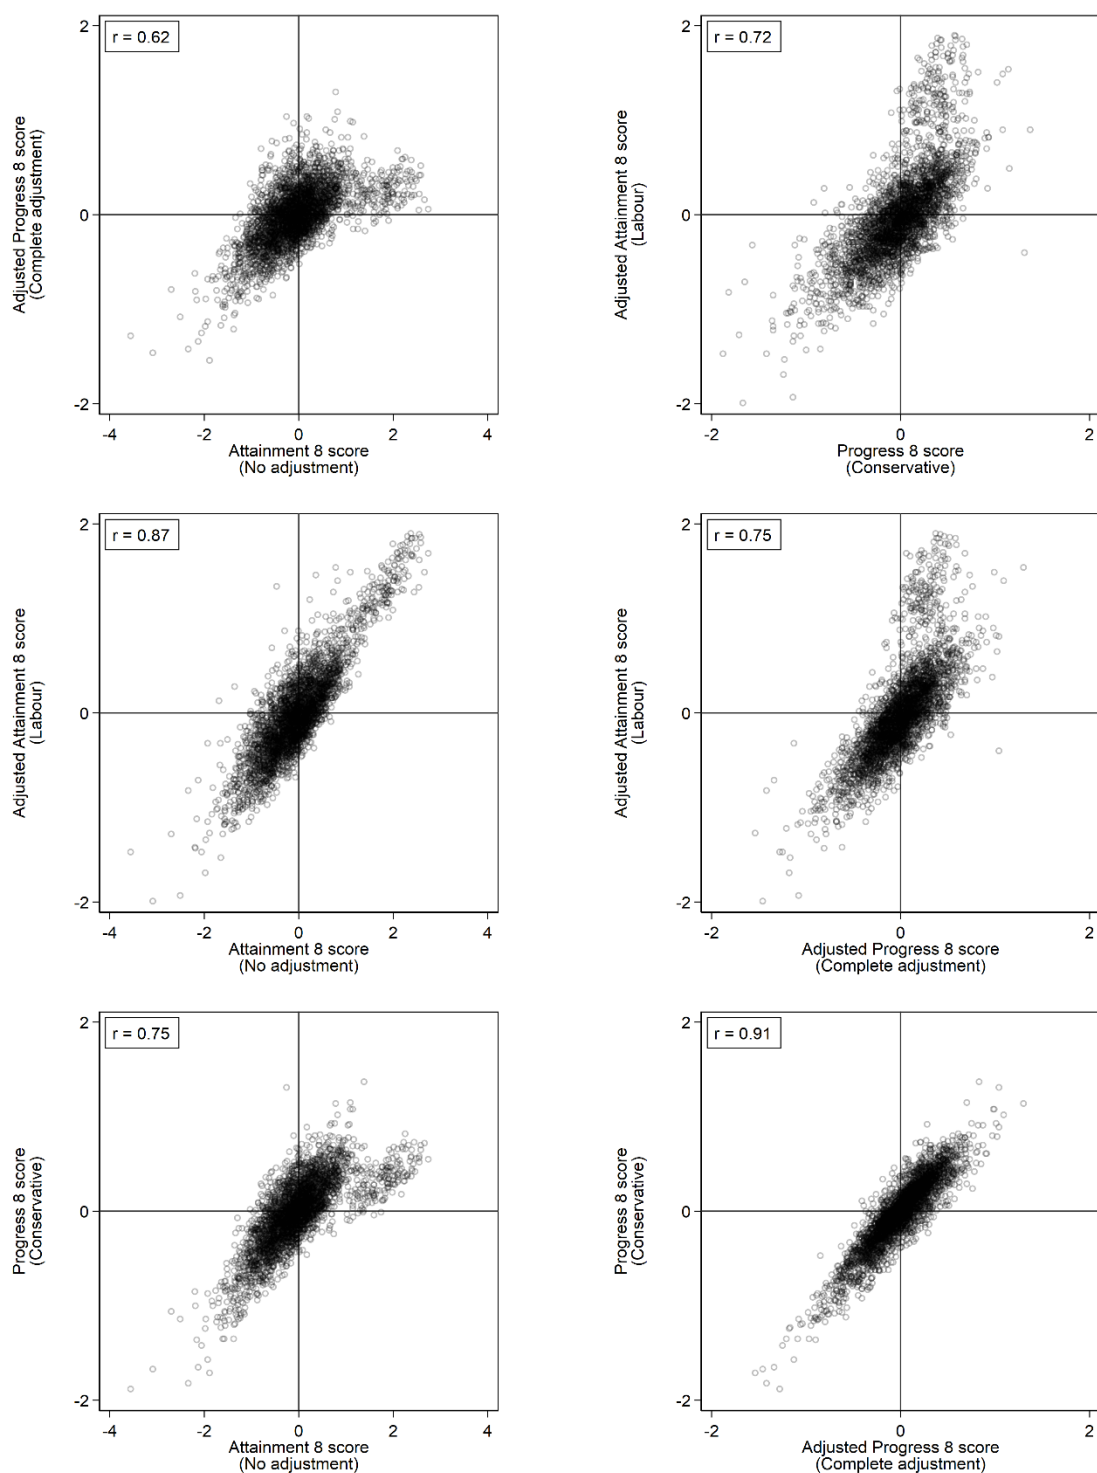 r = 0.62
Adjusted Progress 8 score
(Complete adjustment)
2
0
-2
-4
-2
0
2
4
Attainment 8 score
(No adjustment)
r = 0.72
Adjusted Attainment 8 score
(Labour)
2
0
-2
-2
0
2
Progress 8 score
(Conservative)
r = 0.87
Adjusted Attainment 8 score
(Labour)
2
0
-2
-4
-2
0
2
4
Attainment 8 score
(No adjustment)
r = 0.75
Adjusted Attainment 8 score
(Labour)
2
0
-2
-2
0
2
Adjusted Progress 8 score
(Complete adjustment)
r = 0.75
Progress 8 score
(Conservative)
2
0
-2
-4
-2
0
2
4
Attainment 8 score
(No adjustment)
r = 0.91
Progress 8 score
(Conservative)
2
0
-2
-2
0
2
Adjusted Progress 8 score
(Complete adjustment)